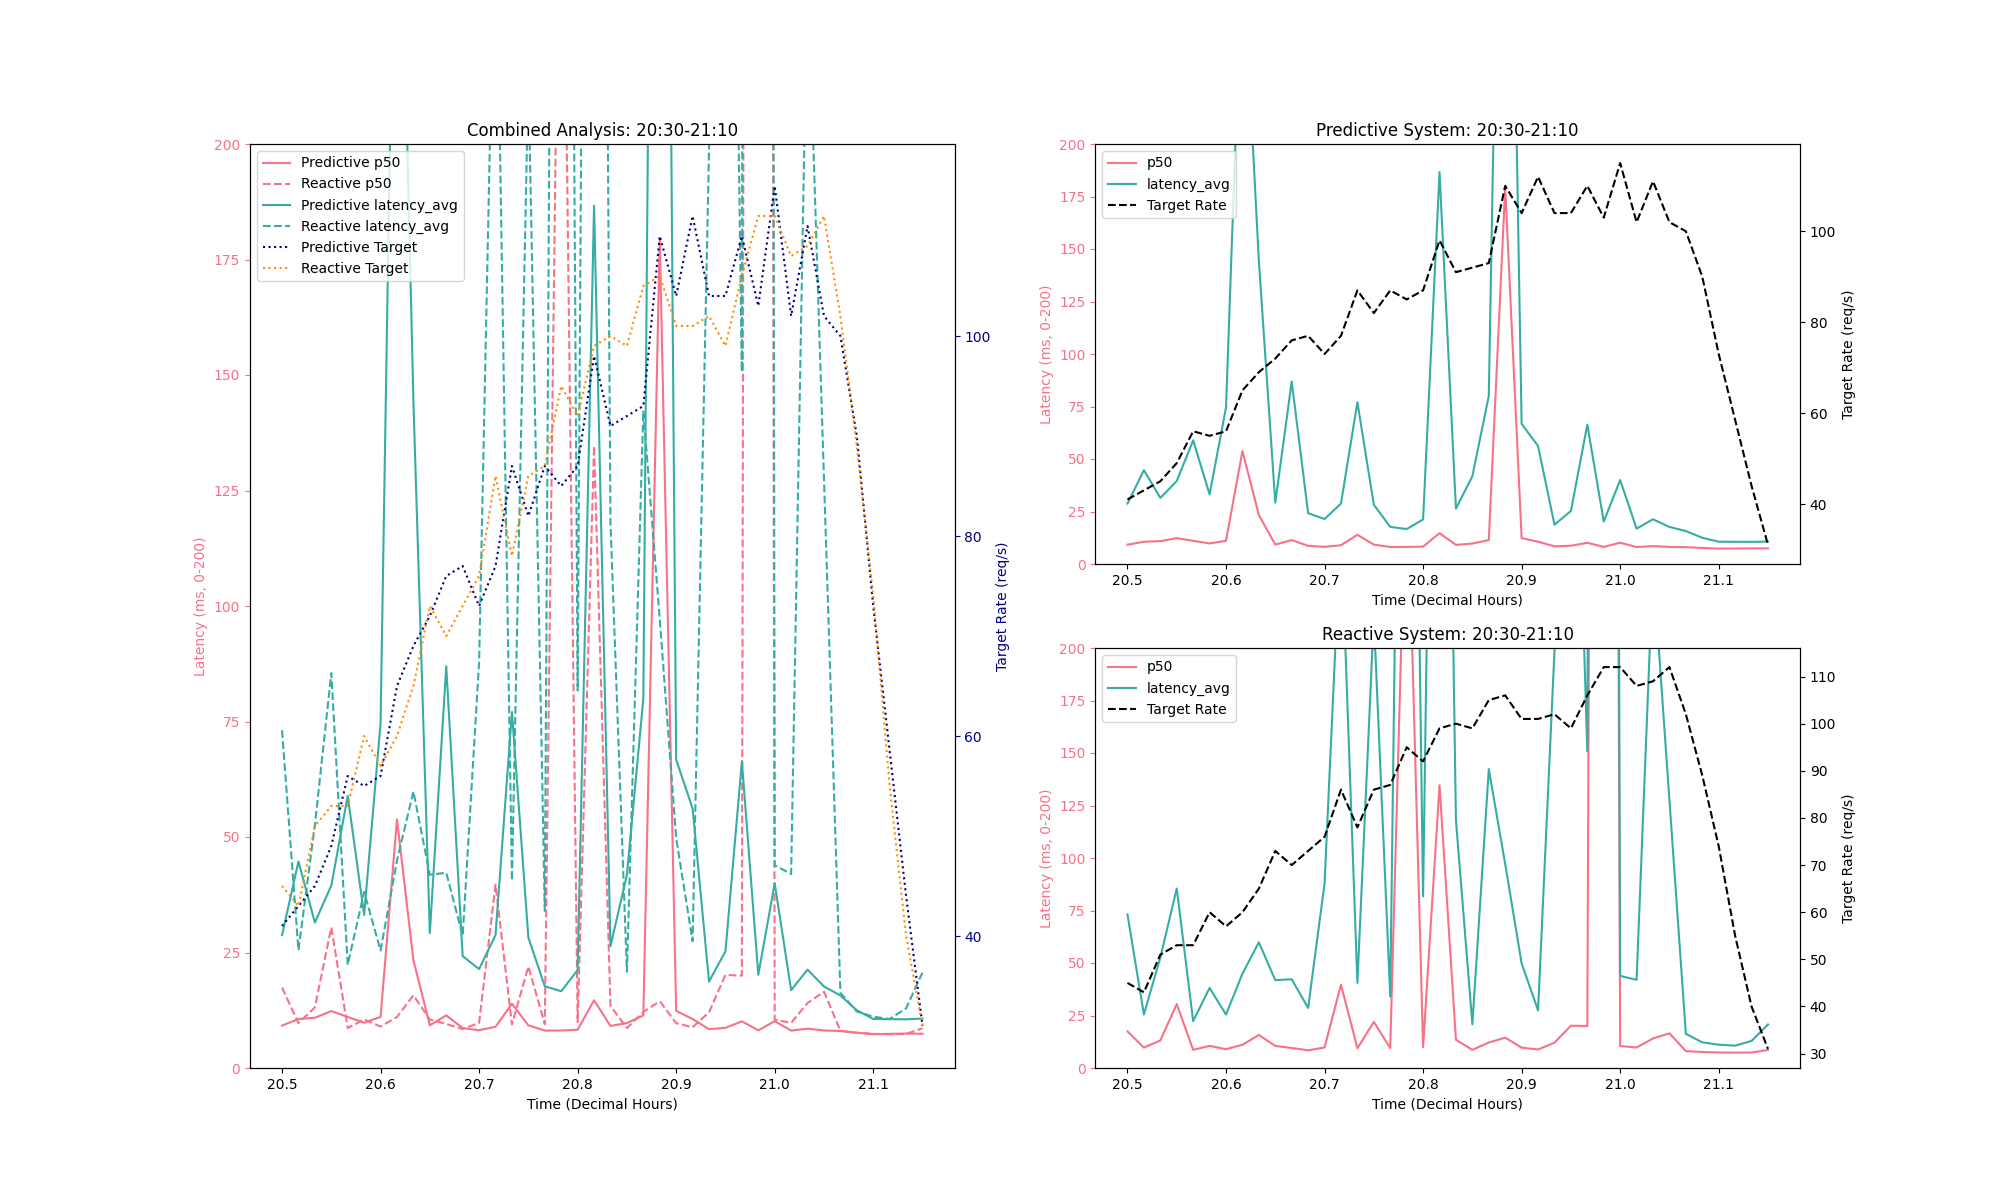 Combined Analysis: 20:30-21:10
Predictive p50
Reactive p50
Predictive latency_avg
Reactive latency_avg
Predictive Target
Reactive Target
200
175
150
125
100
75
50
25
0
Latency (ms, 0-200)
100
80
60
40
Target Rate (req/s)
20.5 20.6 20.7 20.8 20.9 21.0 21.1
Time (Decimal Hours)
Predictive System: 20:30-21:10
p50
latency_avg
Target Rate
200
175
150
125
100
75
50
25
0
Latency (ms, 0-200)
100
80
60
40
Target Rate (req/s)
20.5 20.6 20.7 20.8 20.9 21.0 21.1
Time (Decimal Hours)
Reactive System: 20:30-21:10
p50
latency_avg
Target Rate
200
175
150
125
100
75
50
25
0
Latency (ms, 0-200)
110
100
90
80
70
60
50
40
30
Target Rate (req/s)
20.5 20.6 20.7 20.8 20.9 21.0 21.1
Time (Decimal Hours)